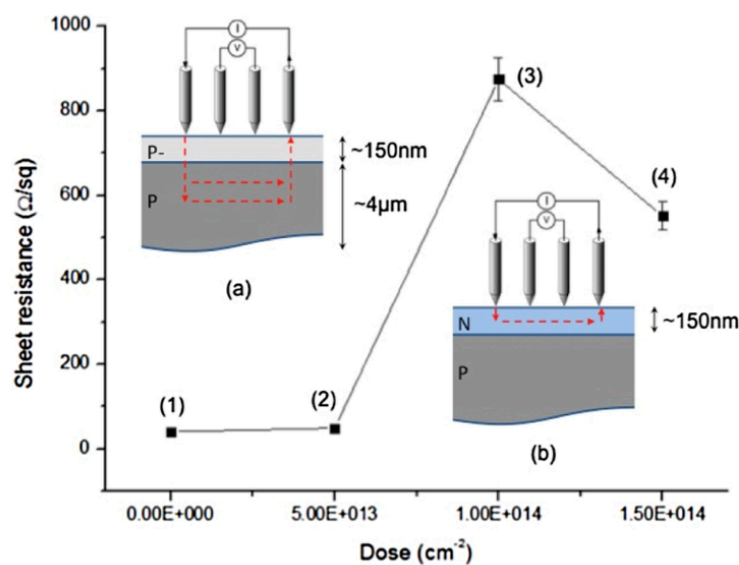 1000
800
600
400
200
0
Sheet resistance (Ω/sq)
I
V
P-
P
~150nm
~4µm
(a)
(1)
(2)
(3)
(4)
I
V
N
P
~150nm
(b)
0.00E+000
5.00E+013
1.00E+014
1.50E+014
Dose (cm⁻²)